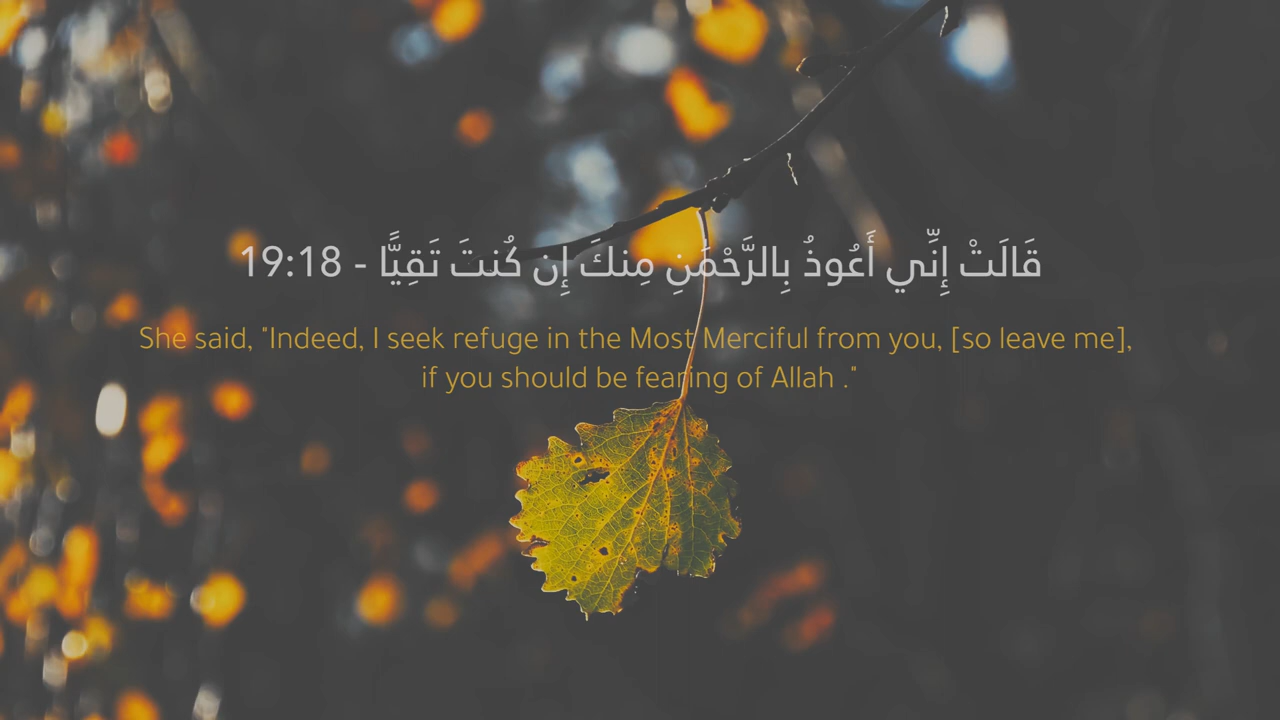 قَالَتْ إِنِّي أَعُوذُ بِالرَّحْمَٰنِ مِنكَ إِن كُنتَ تَقِيًّا - 19:18
She said, "Indeed, I seek refuge in the Most Merciful from you, [so leave me],
if you should be fearing of Allah ."